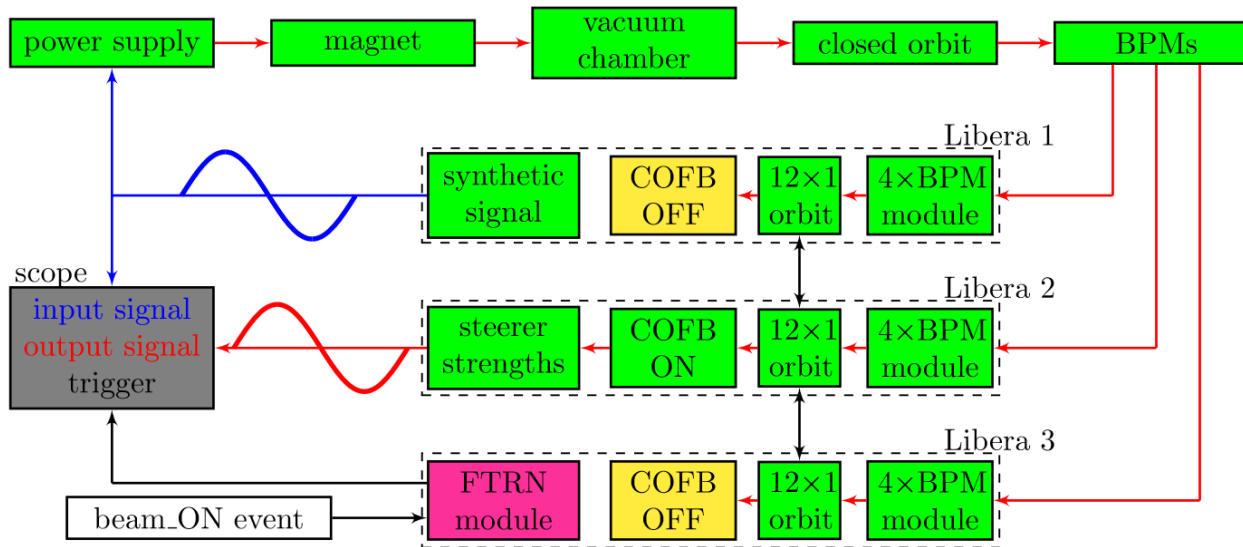 power supply
magnet
vacuum
chamber
closed orbit
BPMs
Libera 1
synthetic
signal
COFB
OFF
12×1
orbit
4×BPM
module
scope
input signal
output signal
trigger
Libera 2
steerer
strengths
COFB
ON
12×1
orbit
4×BPM
module
Libera 3
FTRN
module
COFB
OFF
12×1
orbit
4×BPM
module
beam_ON event